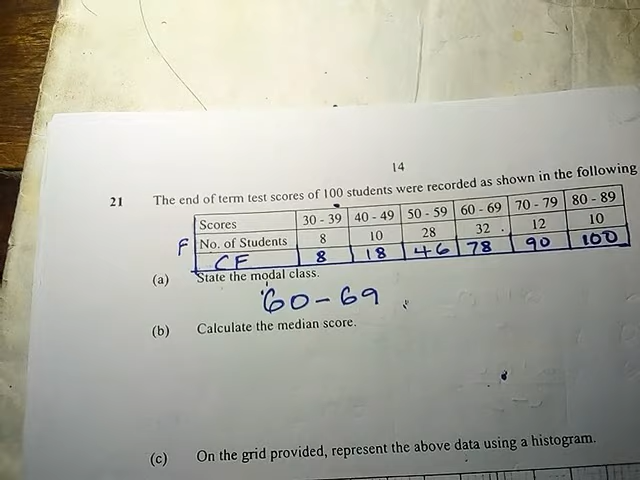 14
21 The end of term test scores of 100 students were recorded as shown in the following
Scores 30 - 39 40 - 49 50 - 59 60 - 69 70 - 79 80 - 89
F No. of Students 8 10 28 32 12 10
CF 8 18 46 78 90 100
(a) State the modal class.
60 - 69
(b) Calculate the median score.
(c) On the grid provided, represent the above data using a histogram.